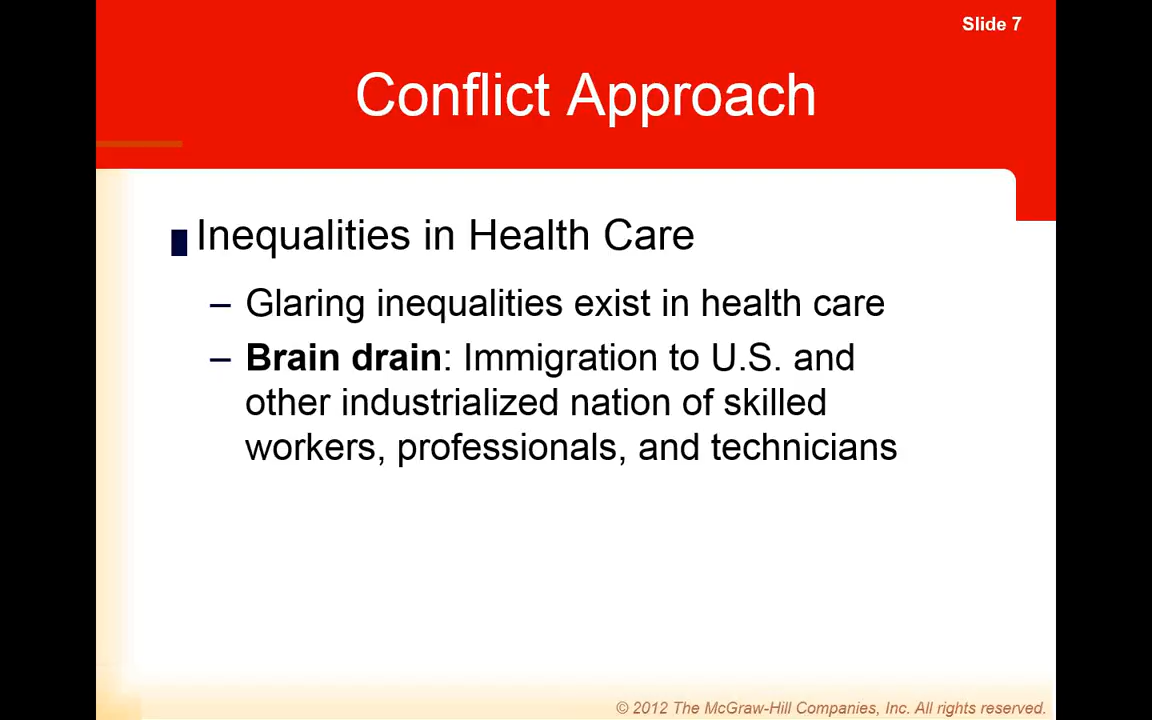 Slide 7
Conflict Approach
Inequalities in Health Care
– Glaring inequalities exist in health care
– Brain drain: Immigration to U.S. and
other industrialized nation of skilled
workers, professionals, and technicians
© 2012 The McGraw-Hill Companies, Inc. All rights reserved.